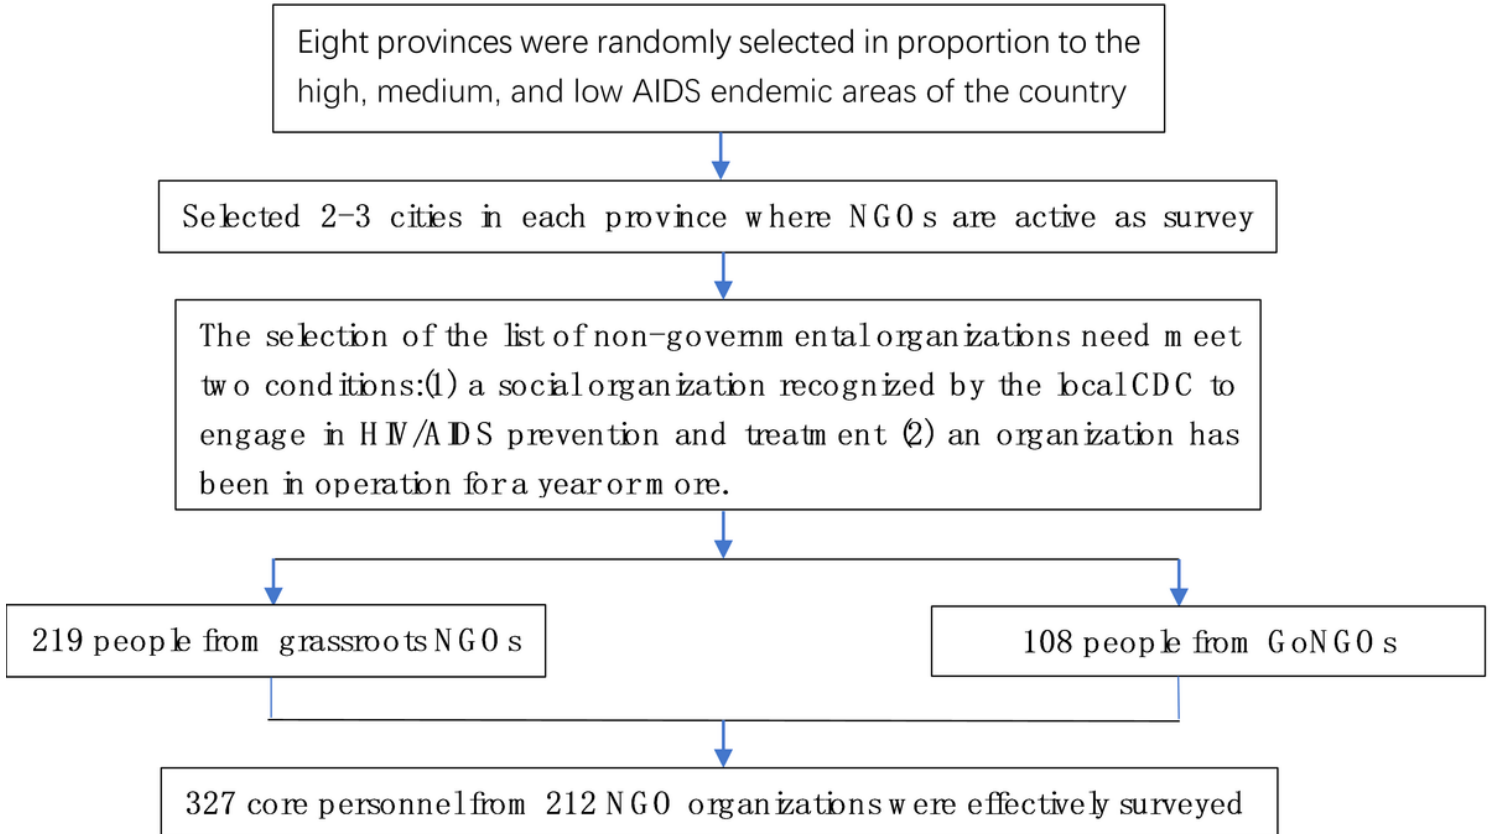 Eight provinces were randomly selected in proportion to the
high, medium, and low AIDS endemic areas of the country
Selected 2-3 cities in each province where NGOs are active as survey
The selection of the list of non-governmental organizations need meet
two conditions:(1) a social organization recognized by the local CDC to
engage in HIV/AIDS prevention and treatment (2) an organization has
been in operation for a year or more.
219 people from grassroots NGOs
108 people from GoNGOs
327 core personnel from 212 NGO organizations were effectively surveyed